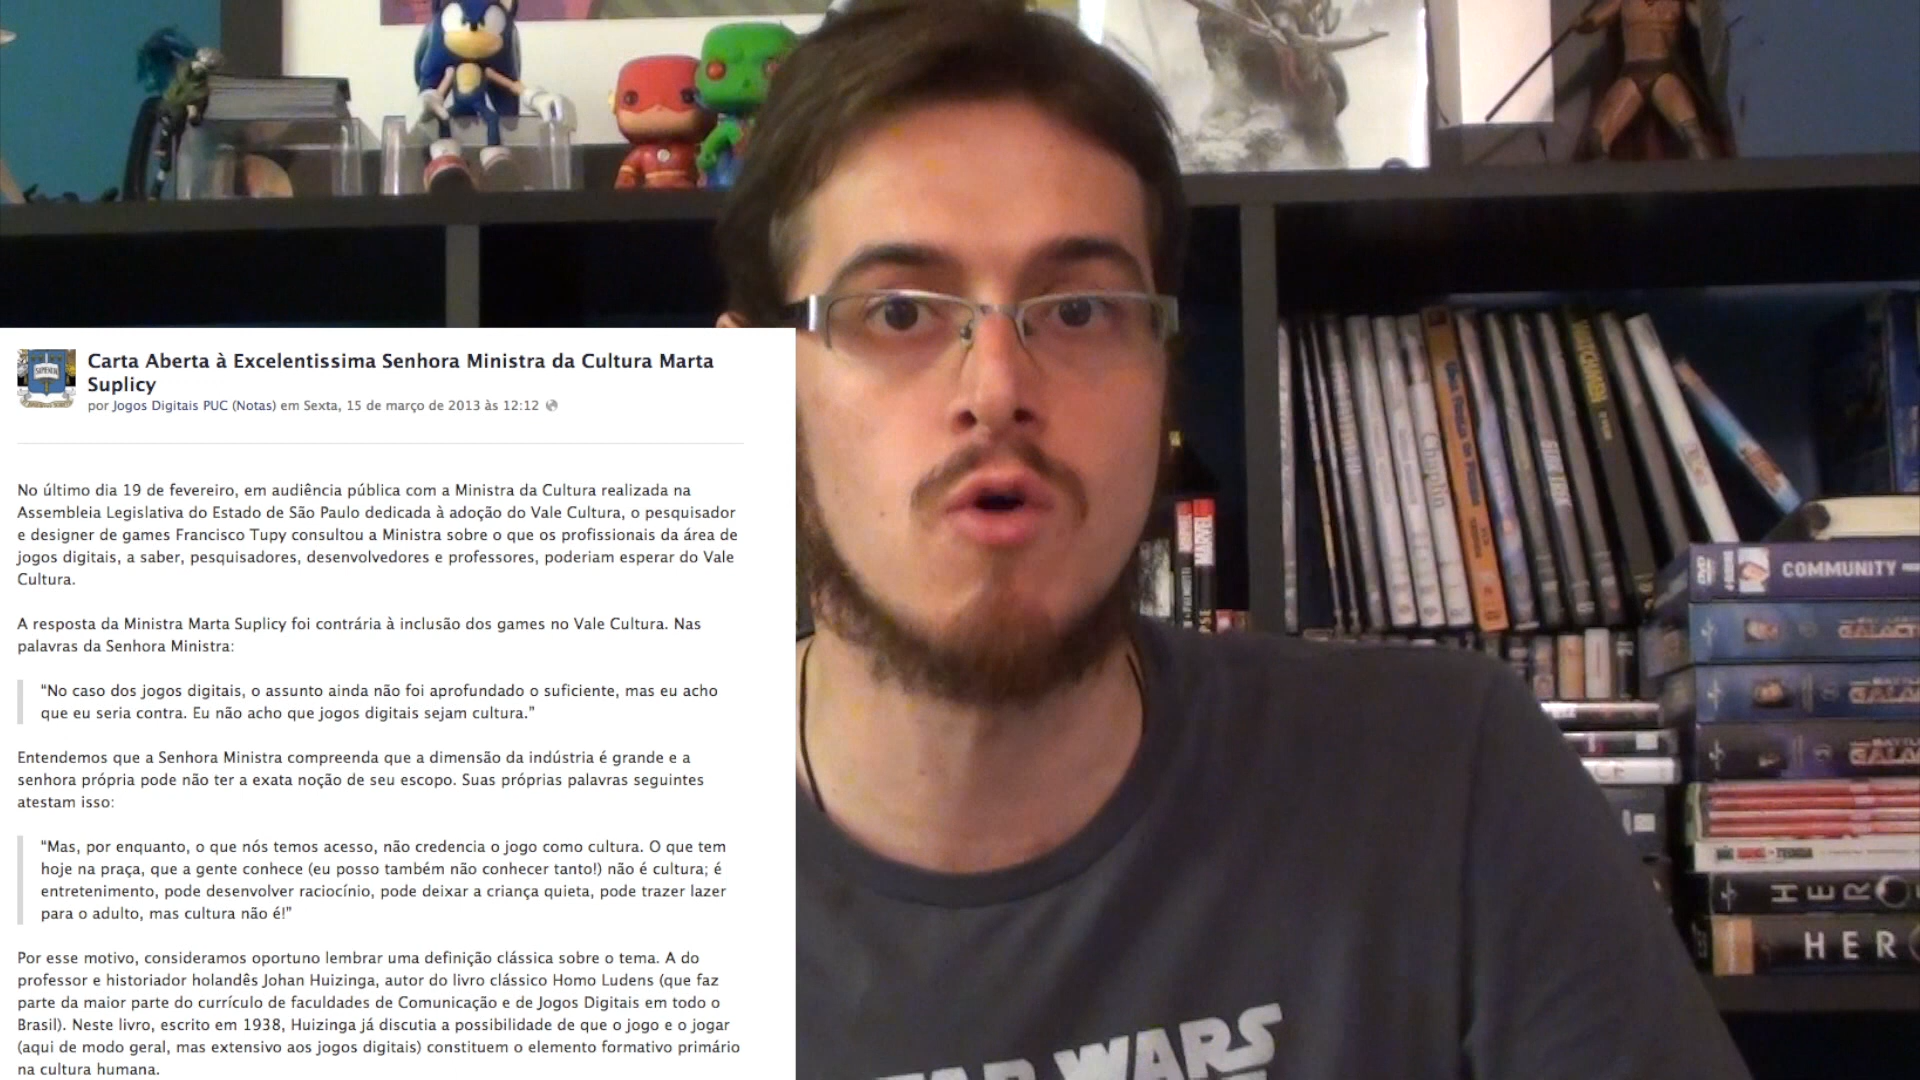 Carta Aberta à Excelentissima Senhora Ministra da Cultura Marta
Suplicy
por Jogos Digitais PUC (Notas) em Sexta, 15 de março de 2013 às 12:12
No último dia 19 de fevereiro, em audiência pública com a Ministra da Cultura realizada na
Assembleia Legislativa do Estado de São Paulo dedicada à adoção do Vale Cultura, o pesquisador
e designer de games Francisco Tupy consultou a Ministra sobre o que os profissionais da área de
jogos digitais, a saber, pesquisadores, desenvolvedores e professores, poderiam esperar do Vale
Cultura.
A resposta da Ministra Marta Suplicy foi contrária à inclusão dos games no Vale Cultura. Nas
palavras da Senhora Ministra:
“No caso dos jogos digitais, o assunto ainda não foi aprofundado o suficiente, mas eu acho
que eu seria contra. Eu não acho que jogos digitais sejam cultura.”
Entendemos que a Senhora Ministra compreenda que a dimensão da indústria é grande e a
senhora própria pode não ter a exata noção de seu escopo. Suas próprias palavras seguintes
atestam isso:
“Mas, por enquanto, o que nós temos acesso, não credencia o jogo como cultura. O que tem
hoje na praça, que a gente conhece (eu posso também não conhecer tanto!) não é cultura; é
entretenimento, pode desenvolver raciocínio, pode deixar a criança quieta, pode trazer lazer
para o adulto, mas cultura não é!”
Por esse motivo, consideramos oportuno lembrar uma definição clássica sobre o tema. A do
professor e historiador holandês Johan Huizinga, autor do livro clássico Homo Ludens (que faz
parte da maior parte do currículo de faculdades de Comunicação e de Jogos Digitais em todo o
Brasil). Neste livro, escrito em 1938, Huizinga já discutia a possibilidade de que o jogo e o jogar
(aqui de modo geral, mas extensivo aos jogos digitais) constituem o elemento formativo primário
na cultura humana.
STAR WARS
Chaplin
WATCHMEN
MARVEL
COMMUNITY
GALACT
GALAC
GALA
HERO
HER